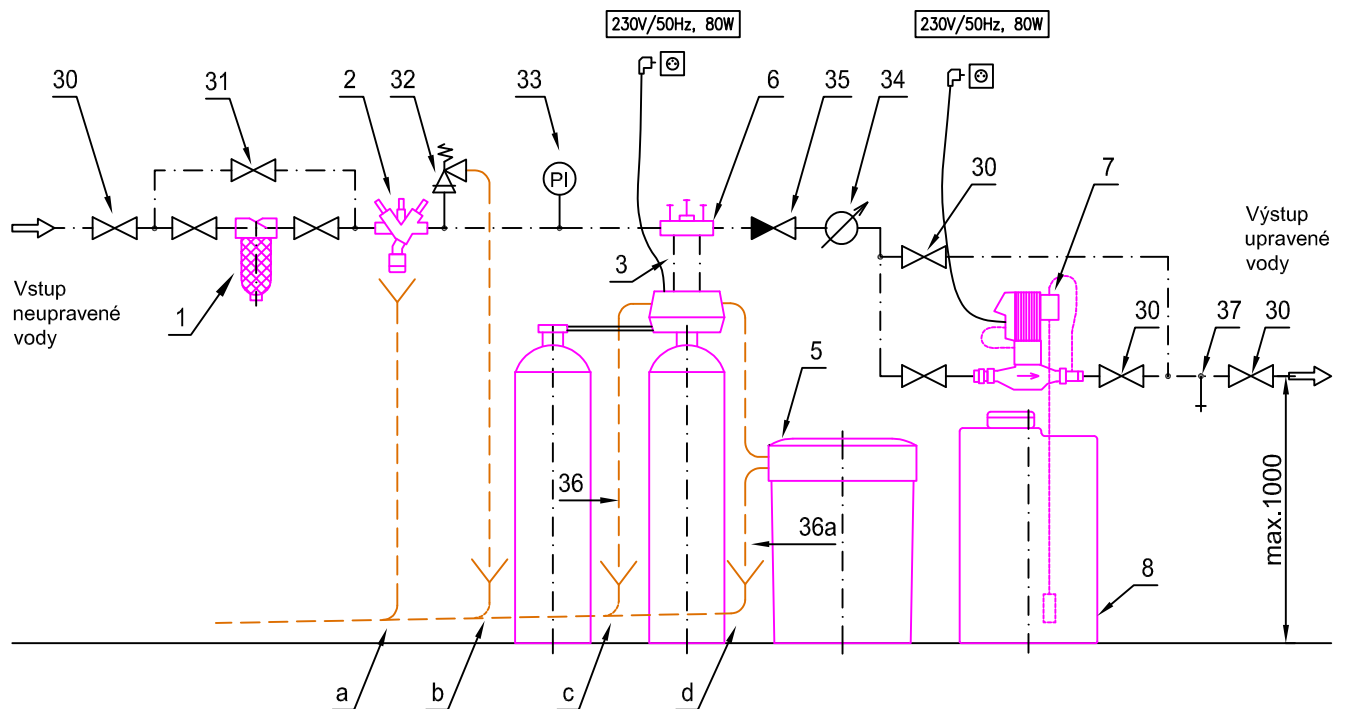 230V/50Hz, 80W
230V/50Hz, 80W
30
31
2
32
33
6
35
34
30
7
PI
Výstup
upravené
vody
3
Vstup
neupravené
vody
1
30
37
30
5
36
36a
max.1000
8
a
b
c
d